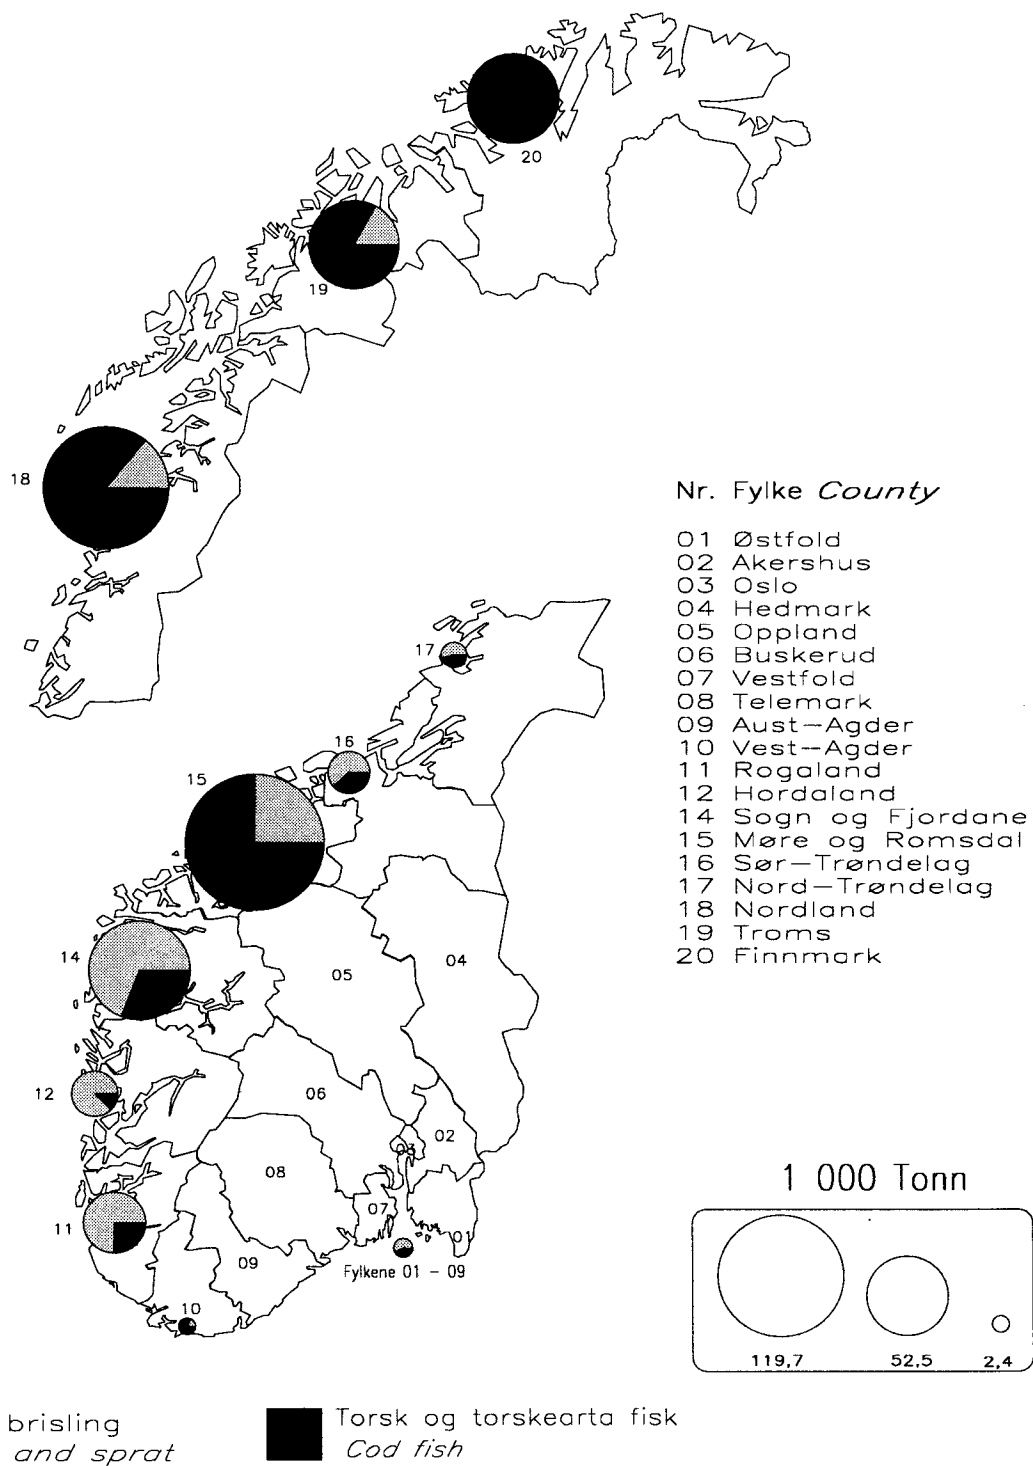 20
19
18
17
16
15
14
05
04
12
06
02
03
08
07
11
01
09
Fylkene 01 - 09
10
Nr. Fylke County
01 Østfold
02 Akershus
03 Oslo
04 Hedmark
05 Oppland
06 Buskerud
07 Vestfold
08 Telemark
09 Aust-Agder
10 Vest-Agder
11 Rogaland
12 Hordaland
14 Sogn og Fjordane
15 Møre og Romsdal
16 Sør-Trøndelag
17 Nord-Trøndelag
18 Nordland
19 Troms
20 Finnmark
1 000 Tonn
119,7 52,5 2,4
brisling
and sprat
Torsk og torskearta fisk
Cod fish